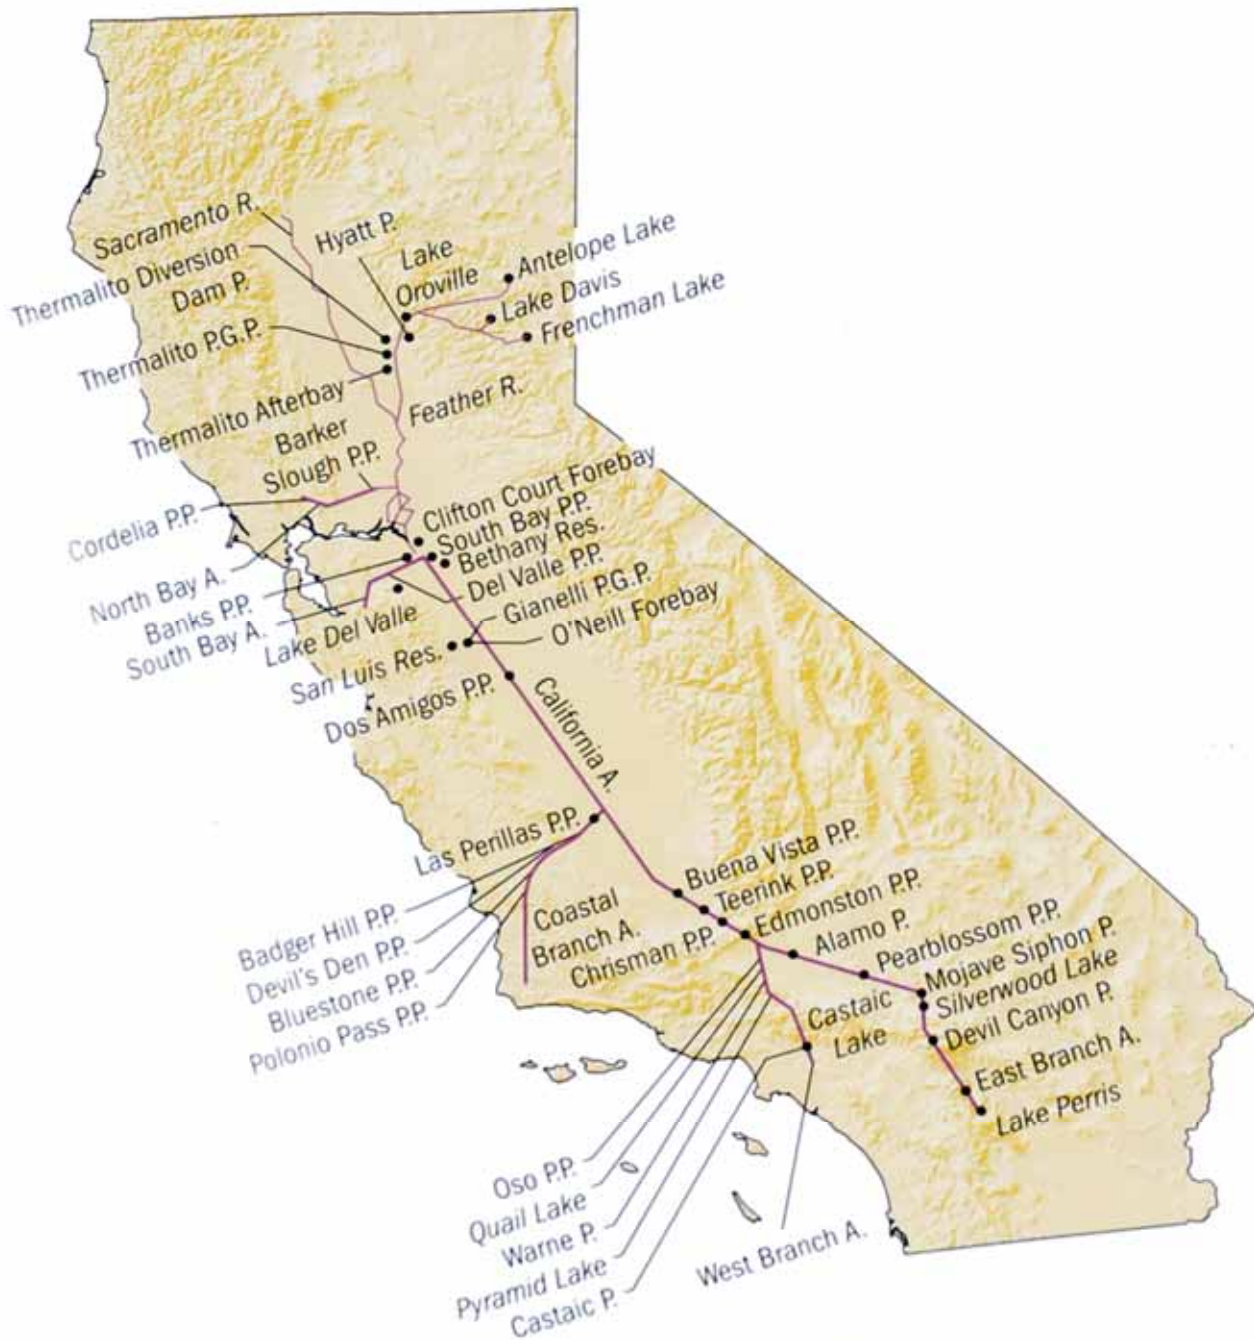 Sacramento R.
Thermalito Diversion
Dam P.
Thermalito P.G.P.
Thermalito Afterbay
Hyatt P.
Lake
Oroville
Antelope Lake
Lake Davis
Frenchman Lake
Feather R.
Barker
Slough P.P.
Cordelia P.P.
North Bay A.
Banks P.P.
South Bay A.
Lake Del Valle
San Luis Res.
Dos Amigos P.P.
Clifton Court Forebay
South Bay P.P.
Bethany Res.
Del Valle P.P.
Gianelli P.G.P.
O'Neill Forebay
California A.
Las Perillas P.P.
Badger Hill P.P.
Devil's Den P.P.
Bluestone P.P.
Polonio Pass P.P.
Coastal
Branch A.
Chrisman P.P.
Buena Vista P.P.
Teerink P.P.
Edmonston P.P.
Alamo P.
Pearblossom P.P.
Mojave Siphon P.
Silverwood Lake
Devil Canyon P.
East Branch A.
Lake Perris
Castaic
Lake
Oso P.P.
Quail Lake
Warne P.
Pyramid Lake
Castaic P.
West Branch A.